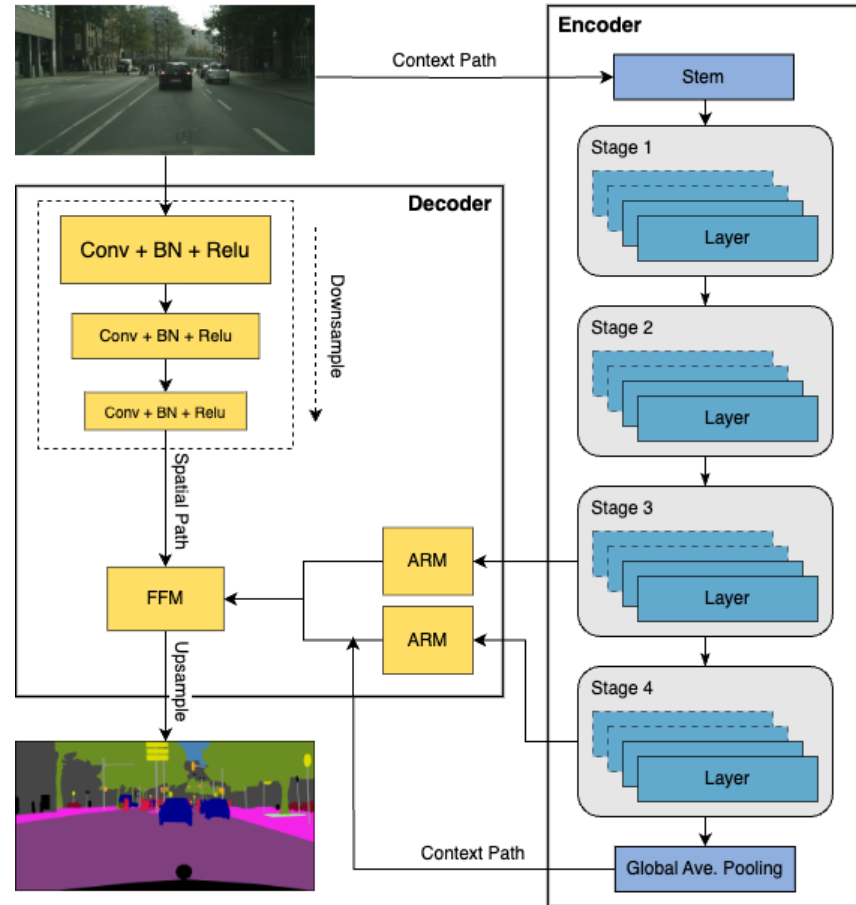 Encoder
Context Path
Stem
Stage 1
Layer
Decoder
Conv + BN + Relu
Conv + BN + Relu
Conv + BN + Relu
Downsample
Stage 2
Layer
Spatial Path
Stage 3
Layer
ARM
FFM
ARM
Upsample
Stage 4
Layer
Context Path
Global Ave. Pooling